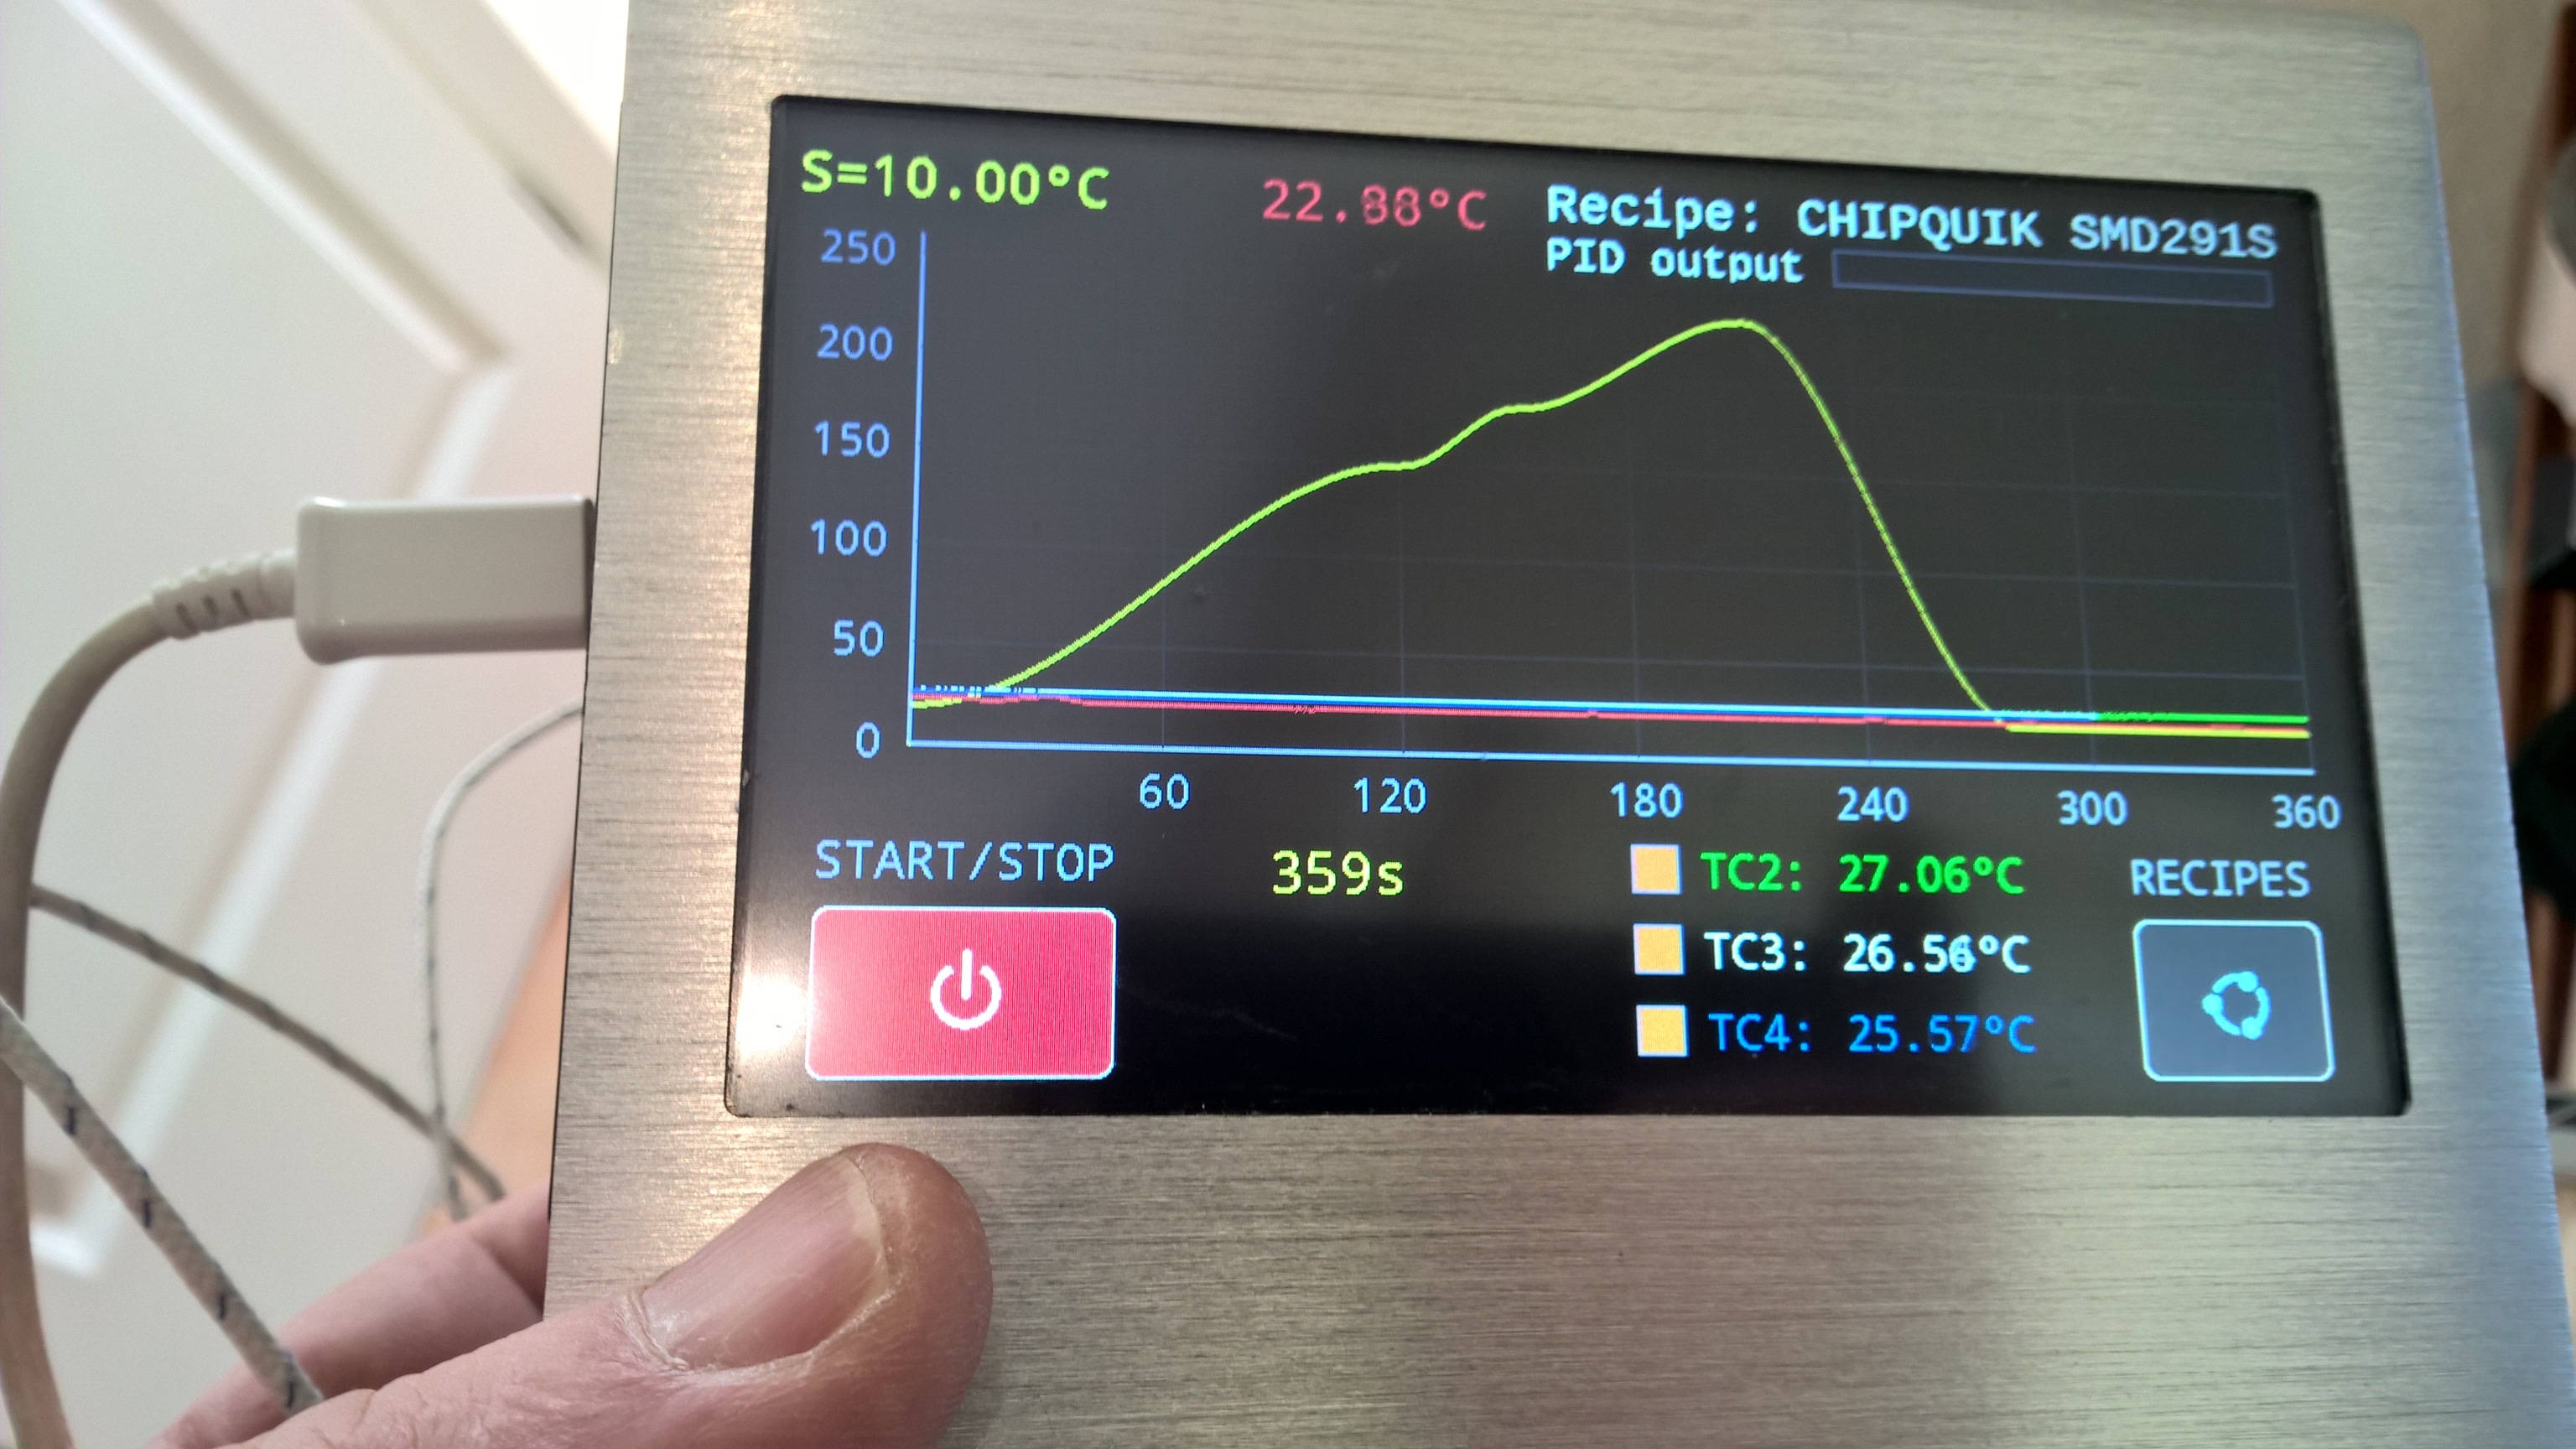 S=10.00°C
22.88°C
Recipe: CHIPQUIK SMD291S
PID output
250
200
150
100
50
0
60 120 180 240 300 360
START/STOP
359s
TC2: 27.06°C
TC3: 26.56°C
TC4: 25.57°C
RECIPES